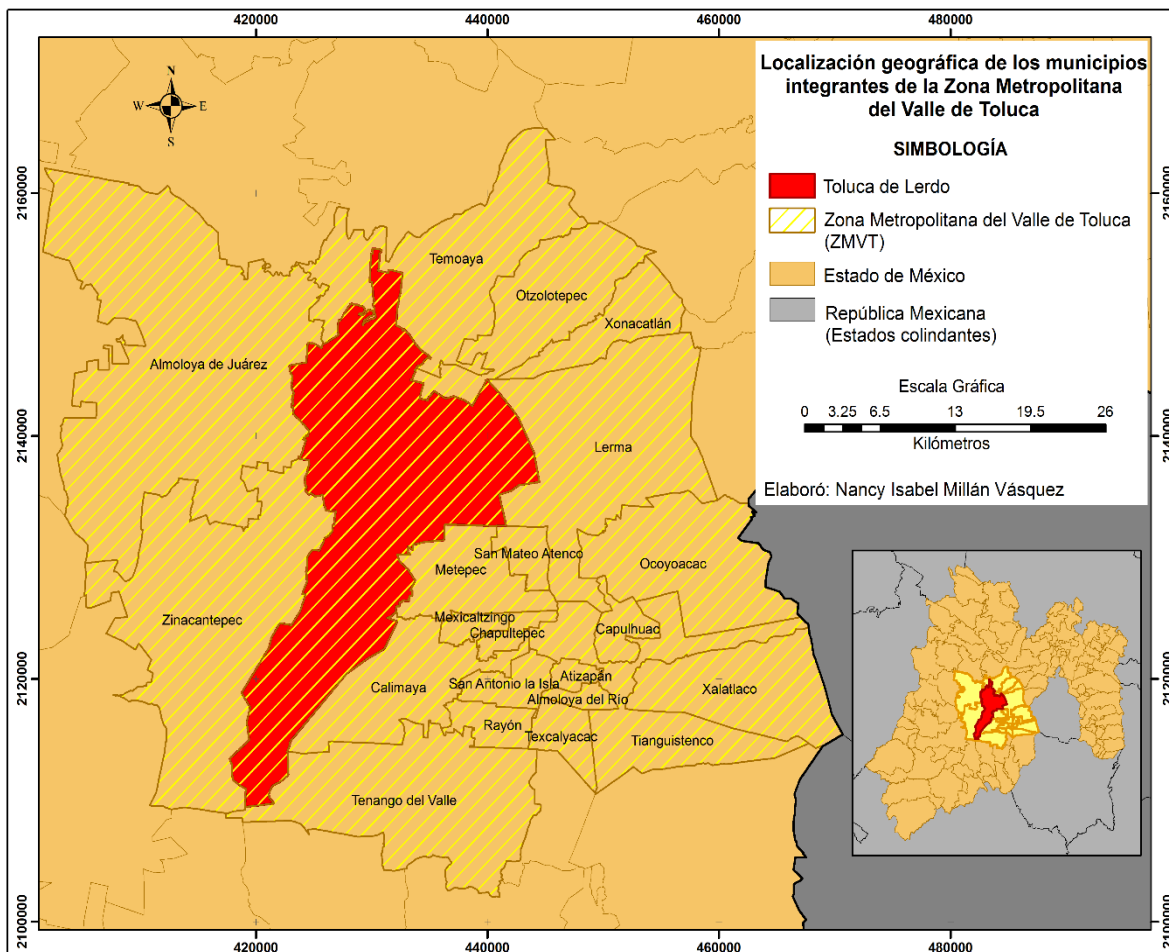 420000
440000
460000
480000
Localización geográfica de los municipios
integrantes de la Zona Metropolitana
del Valle de Toluca
SIMBOLOGÍA
Toluca de Lerdo
Zona Metropolitana del Valle de Toluca
(ZMVT)
Estado de México
República Mexicana
(Estados colindantes)
Escala Gráfica
0 3.25 6.5 13 19.5 26
Kilómetros
Elaboró: Nancy Isabel Millán Vásquez
N
W E
S
2160000
2160000
2140000
2140000
2120000
2120000
2100000
2100000
Temoaya
Otzolotepec
Xonacatlán
Almoloya de Juárez
Lerma
San Mateo Atenco
Metepec
Ocoyoacac
Zinacantepec
Mexicaltzingo
Chapultepec
Capulhuac
Calimaya
San Antonio la Isla
Atizapán
Almoloya del Río
Xalatlaco
Rayón
Texcalyacac
Tianguistenco
Tenango del Valle
420000
440000
460000
480000